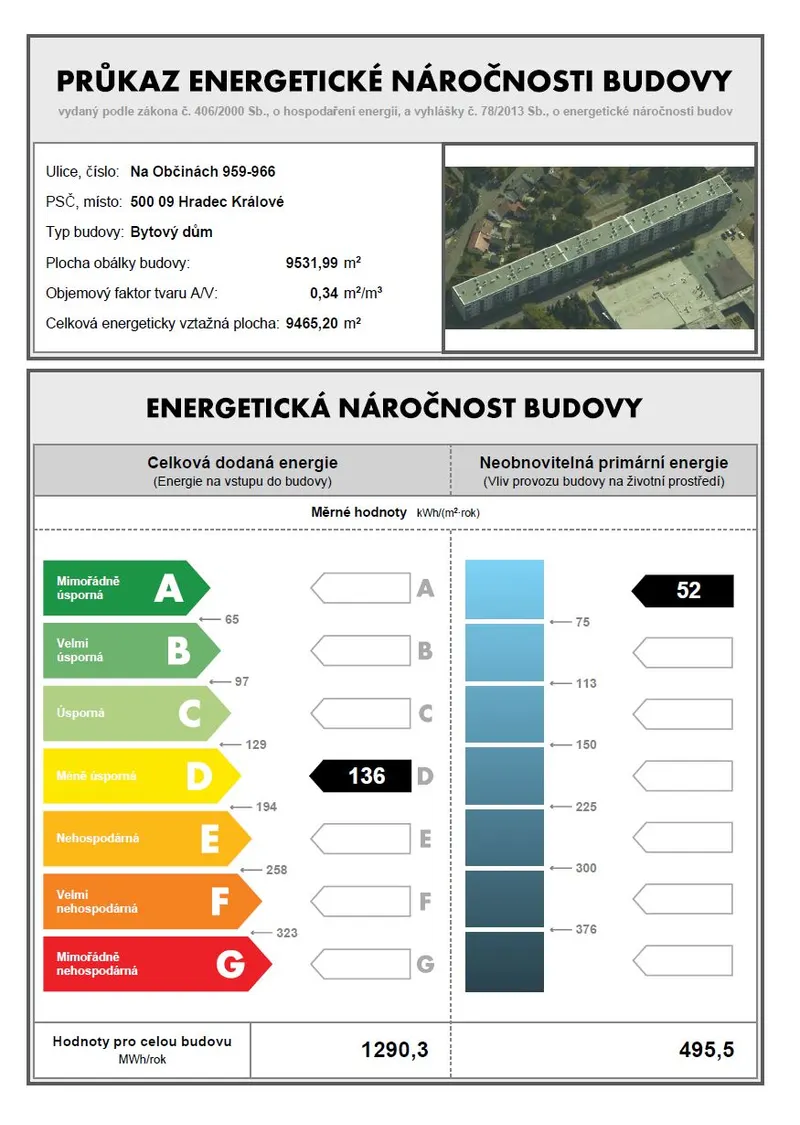 PRŮKAZ ENERGETICKÉ NÁROČNOSTI BUDOVY
vydaný podle zákona č. 406/2000 Sb., o hospodaření energií, a vyhlášky č. 78/2013 Sb., o energetické náročnosti budov
Ulice, číslo: Na Občinách 959-966
PSČ, místo: 500 09 Hradec Králové
Typ budovy: Bytový dům
Plocha obálky budovy: 9531,99 m²
Objemový faktor tvaru A/V: 0,34 m²/m³
Celková energeticky vztažná plocha: 9465,20 m²
ENERGETICKÁ NÁROČNOST BUDOVY
Celková dodaná energie
(Energie na vstupu do budovy)
Neobnovitelná primární energie
(Vliv provozu budovy na životní prostředí)
Měrné hodnoty kWh/(m²·rok)
Mimořádně
úsporná
A
A
52
65
75
Velmi
úsporná
B
B
97
113
Úsporná
C
C
129
150
Méně úsporná
D
136
D
194
225
Nehospodárná
E
E
258
300
Velmi
nehospodárná
F
F
323
376
Mimořádně
nehospodárná
G
G
Hodnoty pro celou budovu
MWh/rok
1290,3
495,5